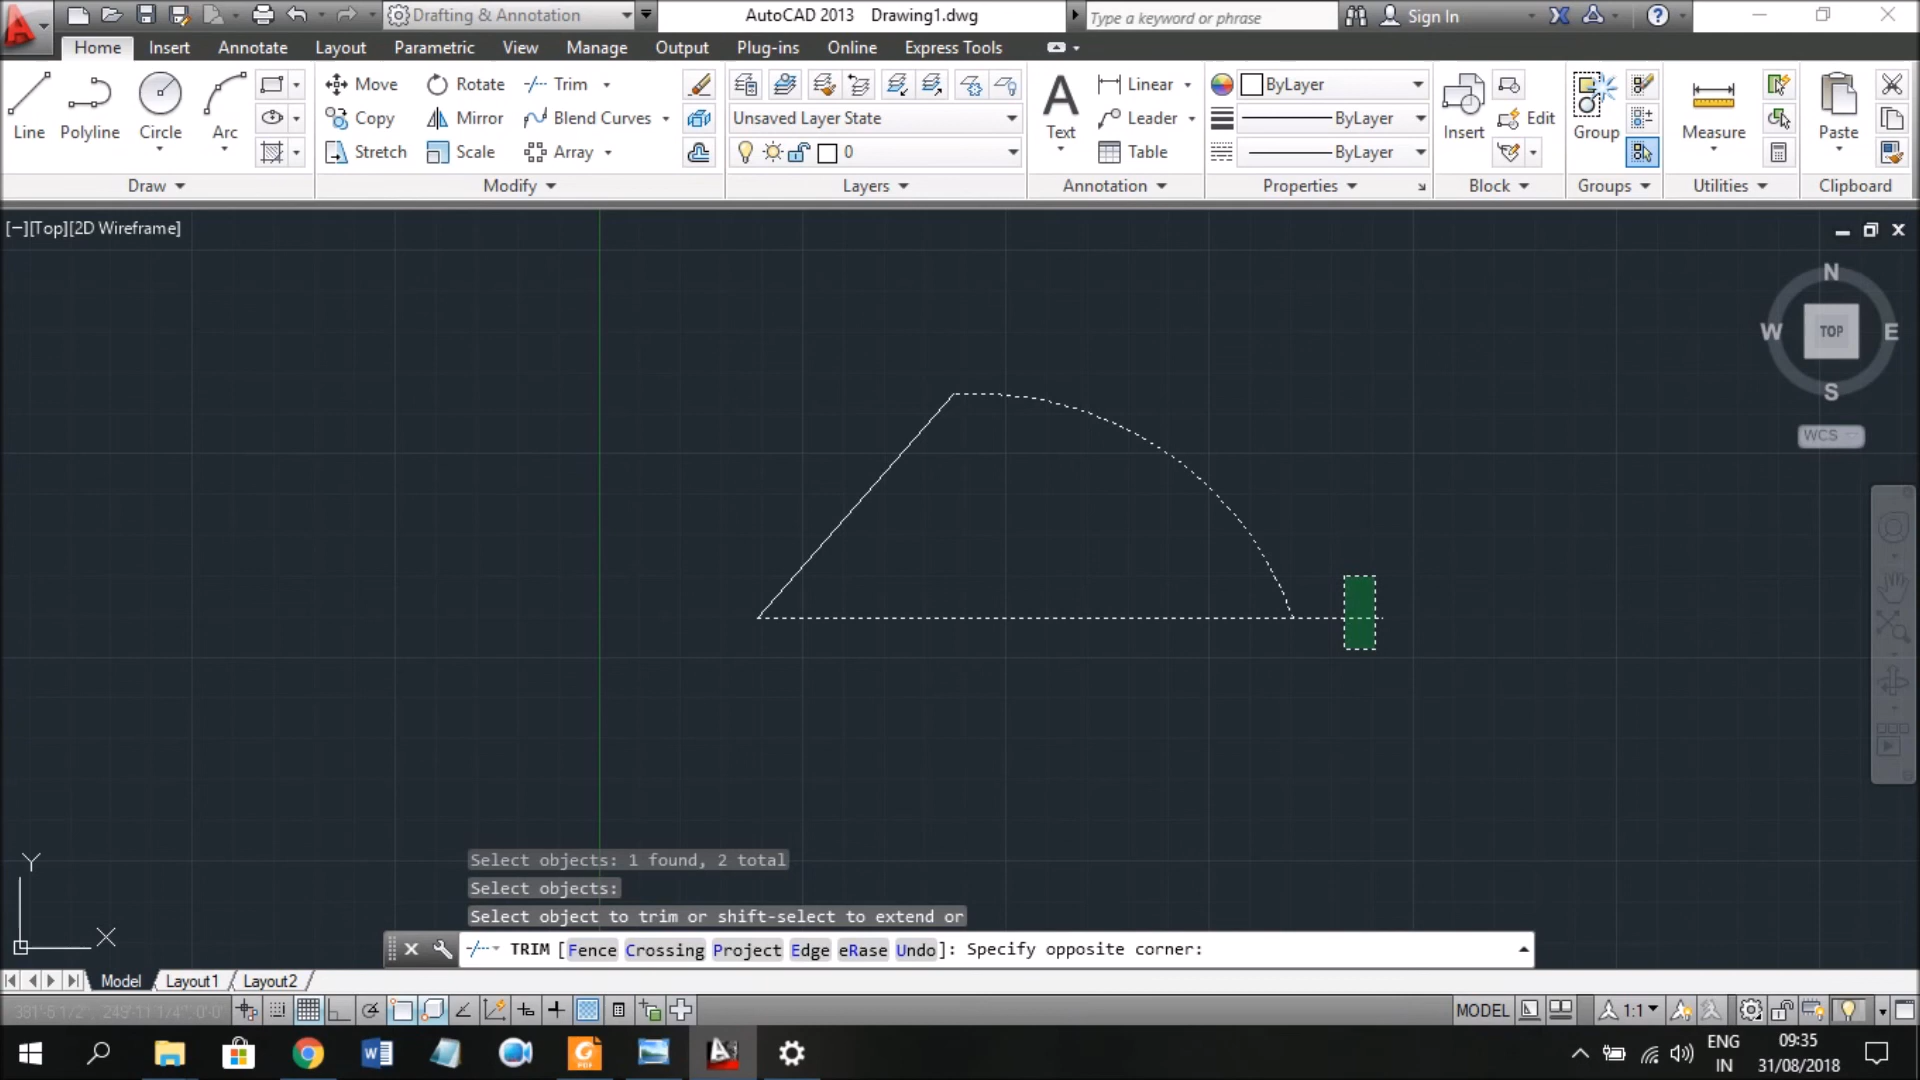 Drafting & Annotation
AutoCAD 2013 Drawing1.dwg
Type a keyword or phrase
Sign In
Home Insert Annotate Layout Parametric View Manage Output Plug-ins Online Express Tools
Line Polyline Circle Arc
Move Rotate Trim
Copy Mirror Blend Curves
Stretch Scale Array
Unsaved Layer State
0
Text
Linear
Leader
Table
ByLayer
ByLayer
ByLayer
Insert Edit
Group
Measure
Paste
Draw Modify Layers Annotation Properties Block Groups Utilities Clipboard
[−][Top][2D Wireframe]
N
W TOP E
S
WCS
Y
X
Select objects: 1 found, 2 total
Select objects:
Select object to trim or shift-select to extend or
TRIM [Fence Crossing Project Edge eRase Undo]: Specify opposite corner:
Model Layout1 Layout2
MODEL 1:1
ENG
IN
09:35
31/08/2018